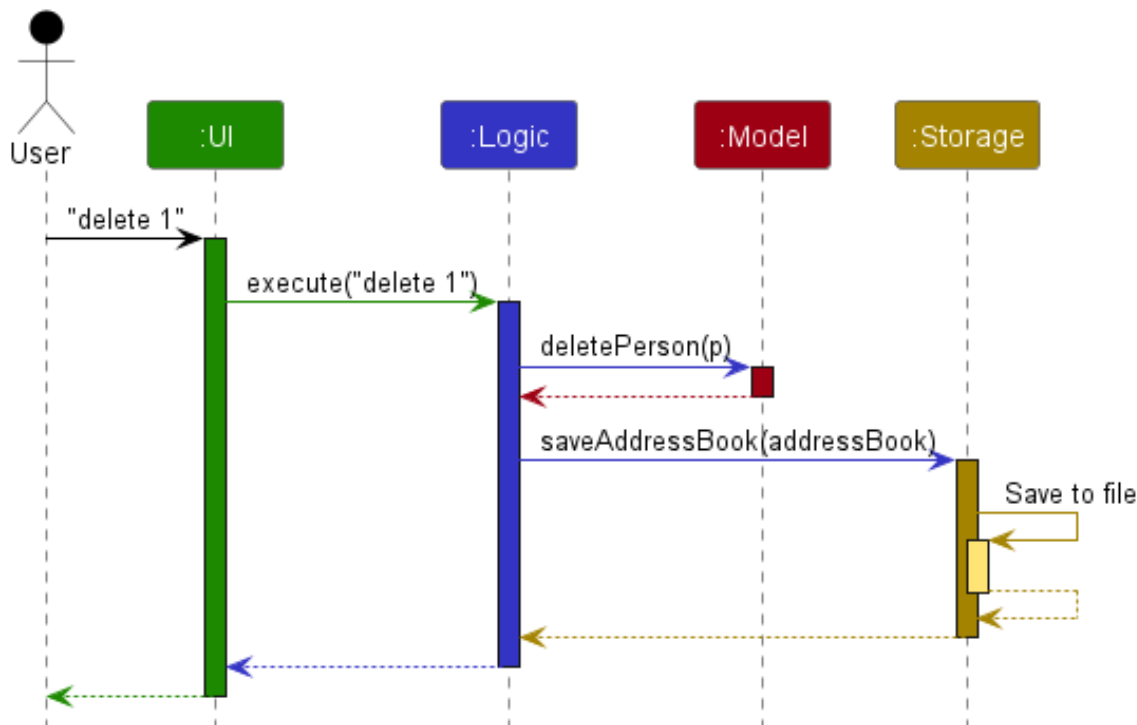 User
:UI
:Logic
:Model
:Storage
"delete 1"
execute("delete 1")
deletePerson(p)
saveAddressBook(addressBook)
Save to file